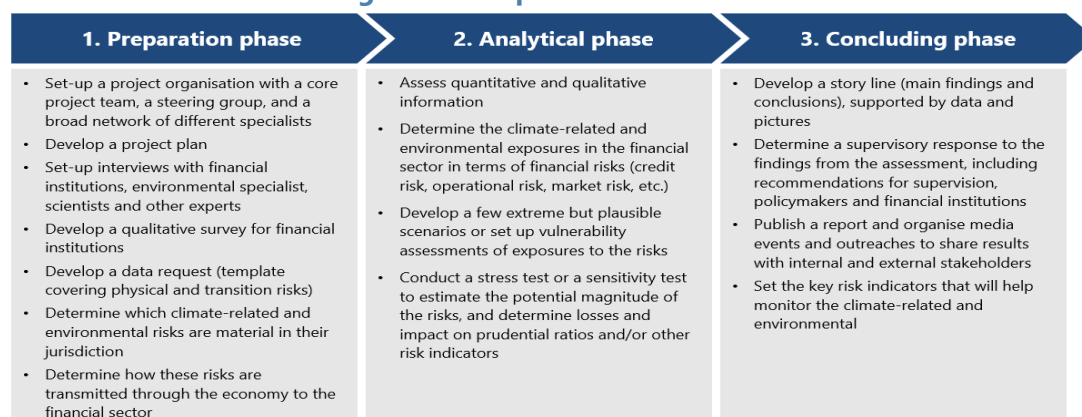 1. Preparation phase
• Set-up a project organisation with a core
project team, a steering group, and a
broad network of different specialists
• Develop a project plan
• Set-up interviews with financial
institutions, environmental specialist,
scientists and other experts
• Develop a qualitative survey for financial
institutions
• Develop a data request (template
covering physical and transition risks)
• Determine which climate-related and
environmental risks are material in their
jurisdiction
• Determine how these risks are
transmitted through the economy to the
financial sector
2. Analytical phase
• Assess quantitative and qualitative
information
• Determine the climate-related and
environmental exposures in the financial
sector in terms of financial risks (credit
risk, operational risk, market risk, etc.)
• Develop a few extreme but plausible
scenarios or set up vulnerability
assessments of exposures to the risks
• Conduct a stress test or a sensitivity test
to estimate the potential magnitude of
the risks, and determine losses and
impact on prudential ratios and/or other
risk indicators
3. Concluding phase
• Develop a story line (main findings and
conclusions), supported by data and
pictures
• Determine a supervisory response to the
findings from the assessment, including
recommendations for supervision,
policymakers and financial institutions
• Publish a report and organise media
events and outreaches to share results
with internal and external stakeholders
• Set the key risk indicators that will help
monitor the climate-related and
environmental